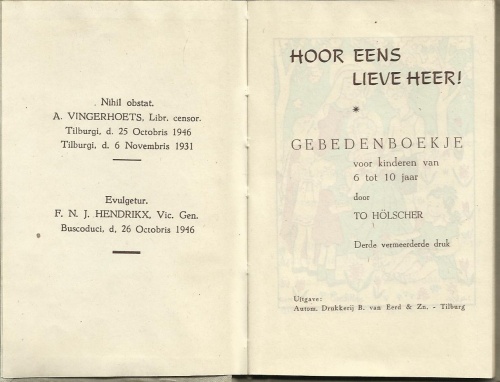 Nihil obstat.
A. VINGERHOETS, Libr. censor.
Tilburgi, d. 25 Octobris 1946
Tilburgi, d. 6 Novembris 1931
Evulgetur.
F. N. J. HENDRIKX, Vic. Gen.
Buscoduci, d, 26 Octobris 1946
HOOR EENS
LIEVE HEER!
*
GEBEDENBOEKJE
voor kinderen van
6 tot 10 jaar
door
TO HÖLSCHER
Derde vermeerderde druk
Uitgave:
Autom. Drukkerij B. van Eerd & Zn. - Tilburg